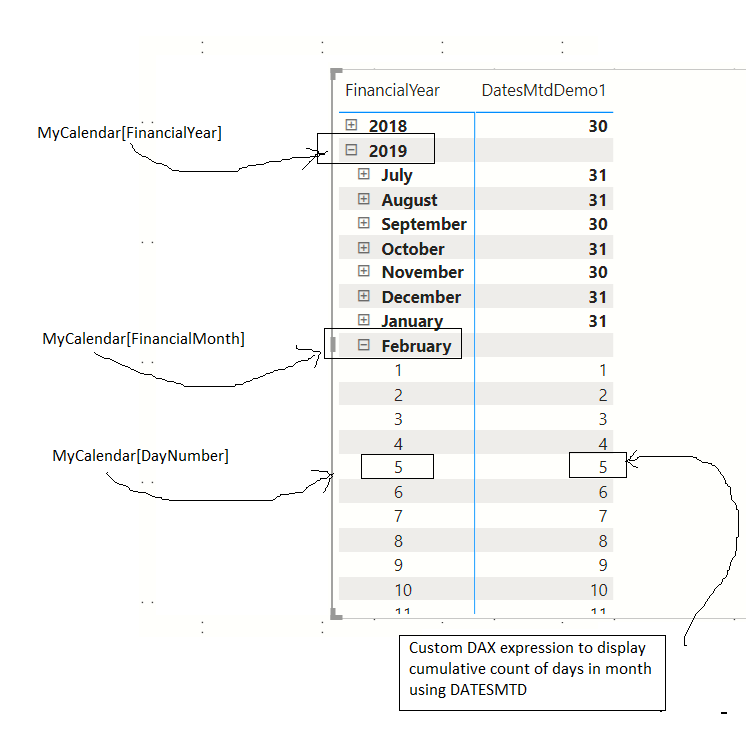 FinancialYear DatesMtdDemo1
MyCalendar[FinancialYear]
2018 30
2019
July 31
August 31
September 30
October 31
November 30
December 31
January 31
MyCalendar[FinancialMonth]
February
1 1
2 2
3 3
4 4
MyCalendar[DayNumber]
5 5
6 6
7 7
8 8
9 9
10 10
11 11
Custom DAX expression to display
cumulative count of days in month
using DATESMTD